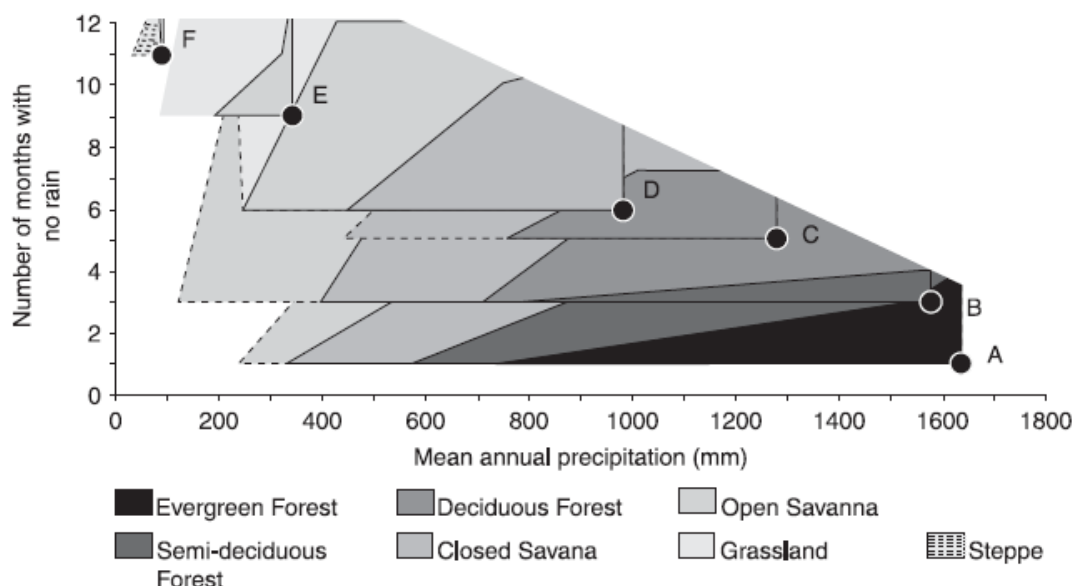 Number of months with
no rain
12
10
8
6
4
2
0
F
E
D
C
B
A
0 200 400 600 800 1000 1200 1400 1600 1800
Mean annual precipitation (mm)
Evergreen Forest Deciduous Forest Open Savanna
Semi-deciduous Closed Savana Grassland Steppe
Forest